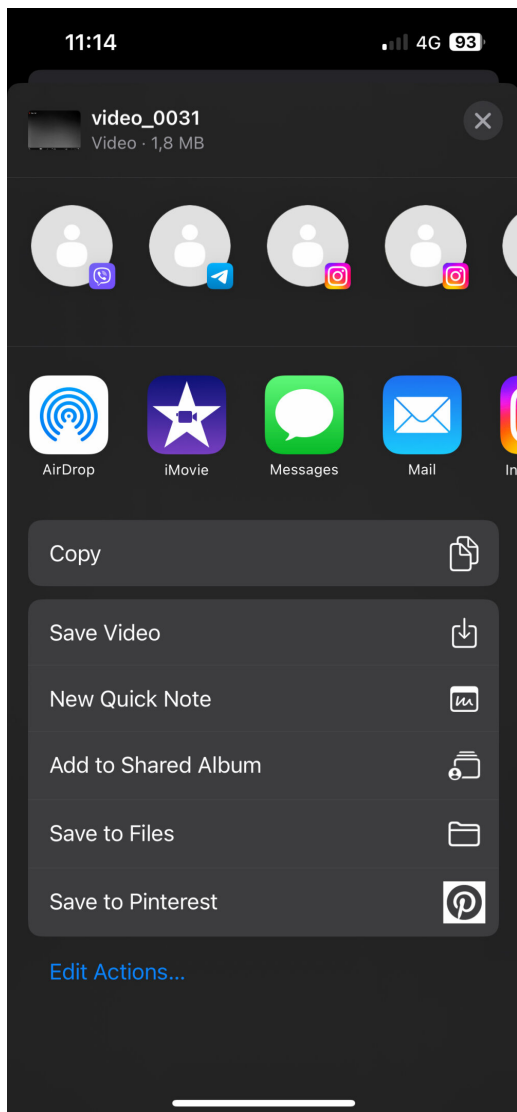 11:14
4G 93
video_0031
Video · 1,8 MB
AirDrop
iMovie
Messages
Mail
In
Copy
Save Video
New Quick Note
Add to Shared Album
Save to Files
Save to Pinterest
Edit Actions...